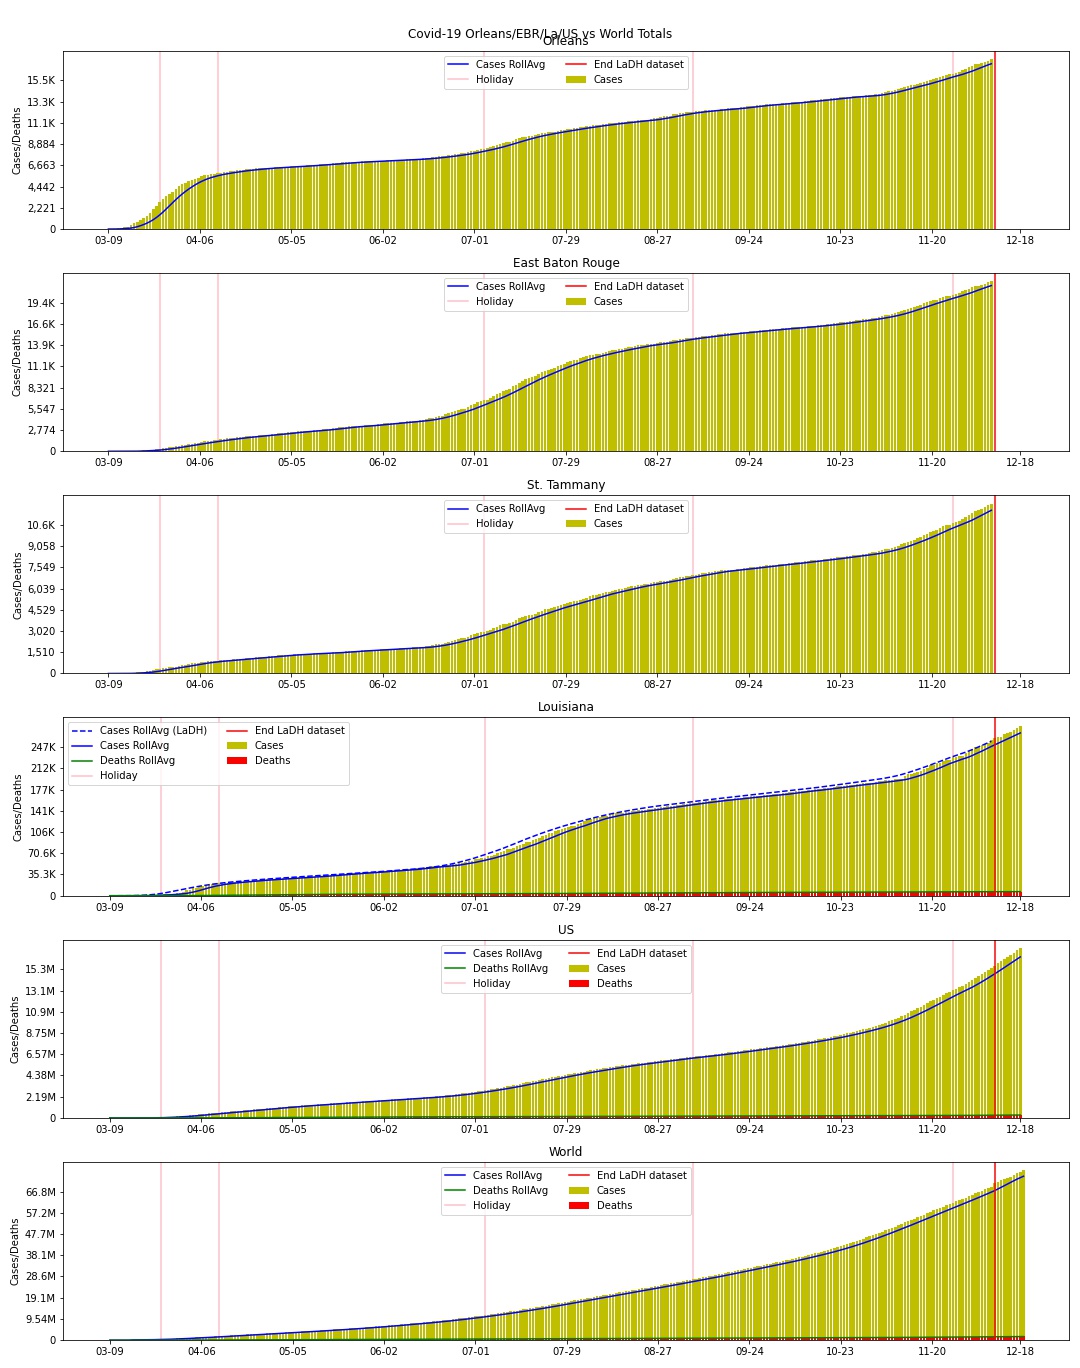 Covid-19 Orleans/EBR/La/US vs World Totals
Orleans
Cases RollAvg
Holiday
End LaDH dataset
Cases
Cases/Deaths
15.5K
13.3K
11.1K
8,884
6,663
4,442
2,221
0
03-09 04-06 05-05 06-02 07-01 07-29 08-27 09-24 10-23 11-20 12-18
East Baton Rouge
Cases RollAvg
Holiday
End LaDH dataset
Cases
Cases/Deaths
19.4K
16.6K
13.9K
11.1K
8,321
5,547
2,774
0
03-09 04-06 05-05 06-02 07-01 07-29 08-27 09-24 10-23 11-20 12-18
St. Tammany
Cases RollAvg
Holiday
End LaDH dataset
Cases
Cases/Deaths
10.6K
9,058
7,549
6,039
4,529
3,020
1,510
0
03-09 04-06 05-05 06-02 07-01 07-29 08-27 09-24 10-23 11-20 12-18
Louisiana
Cases RollAvg (LaDH)
Cases RollAvg
Deaths RollAvg
Holiday
End LaDH dataset
Cases
Deaths
Cases/Deaths
247K
212K
177K
141K
106K
70.6K
35.3K
0
03-09 04-06 05-05 06-02 07-01 07-29 08-27 09-24 10-23 11-20 12-18
US
Cases RollAvg
Deaths RollAvg
Holiday
End LaDH dataset
Cases
Deaths
Cases/Deaths
15.3M
13.1M
10.9M
8.75M
6.57M
4.38M
2.19M
0
03-09 04-06 05-05 06-02 07-01 07-29 08-27 09-24 10-23 11-20 12-18
World
Cases RollAvg
Deaths RollAvg
Holiday
End LaDH dataset
Cases
Deaths
Cases/Deaths
66.8M
57.2M
47.7M
38.1M
28.6M
19.1M
9.54M
0
03-09 04-06 05-05 06-02 07-01 07-29 08-27 09-24 10-23 11-20 12-18